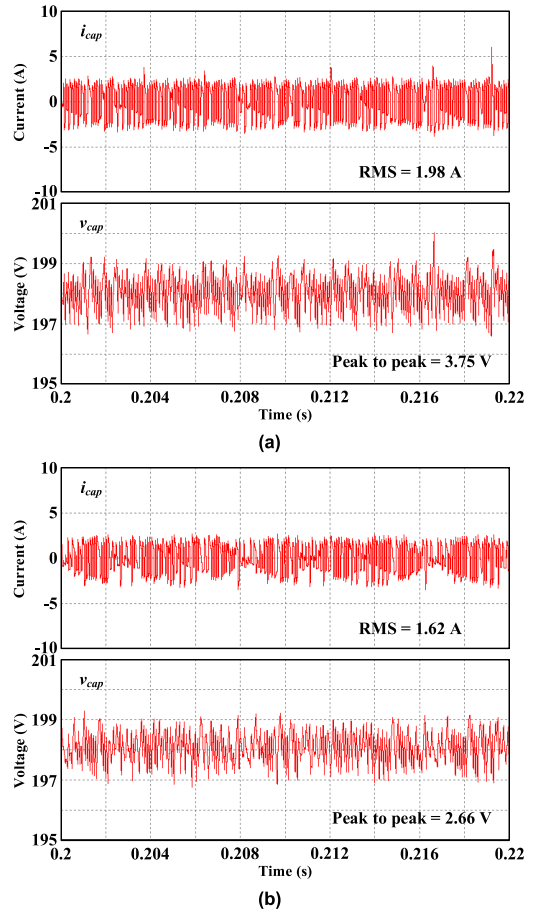 10
i_cap
5
Current (A)
0
-5
RMS = 1.98 A
-10
201
v_cap
199
Voltage (V)
197
Peak to peak = 3.75 V
195
0.2 0.204 0.208 0.212 0.216 0.22
Time (s)
(a)
10
i_cap
5
Current (A)
0
-5
RMS = 1.62 A
-10
201
v_cap
199
Voltage (V)
197
Peak to peak = 2.66 V
195
0.2 0.204 0.208 0.212 0.216 0.22
Time (s)
(b)